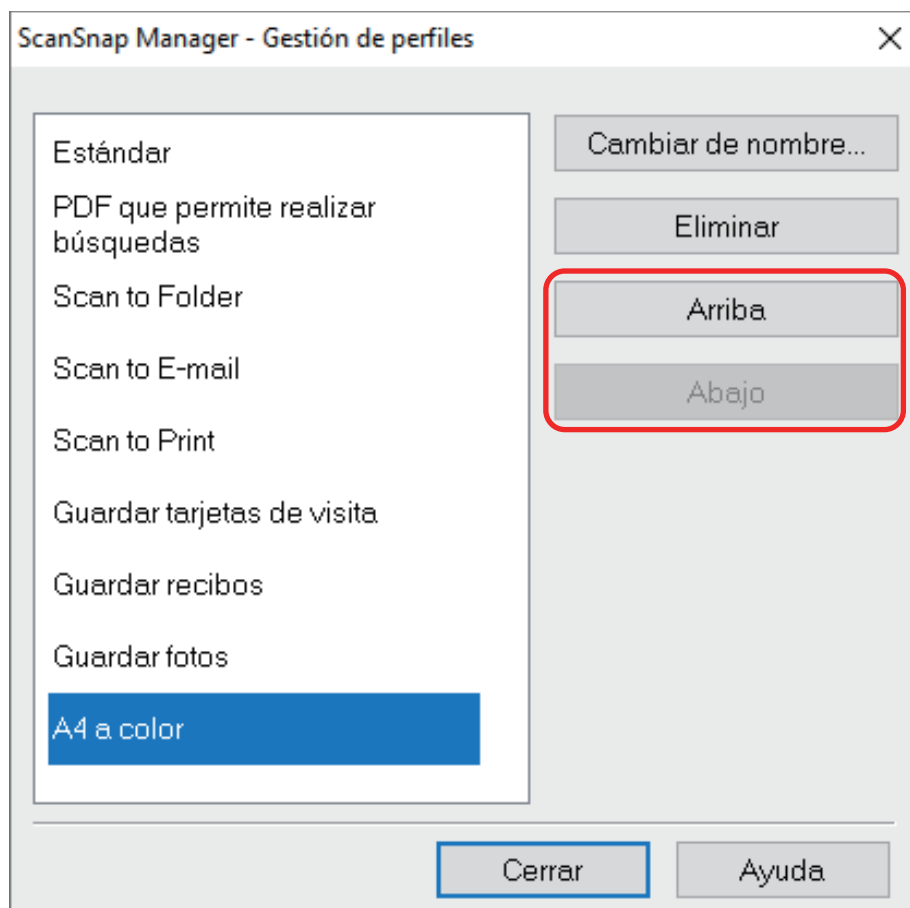 ScanSnap Manager - Gestión de perfiles
Estándar
PDF que permite realizar
búsquedas
Scan to Folder
Scan to E-mail
Scan to Print
Guardar tarjetas de visita
Guardar recibos
Guardar fotos
A4 a color
Cambiar de nombre...
Eliminar
Arriba
Abajo
Cerrar
Ayuda